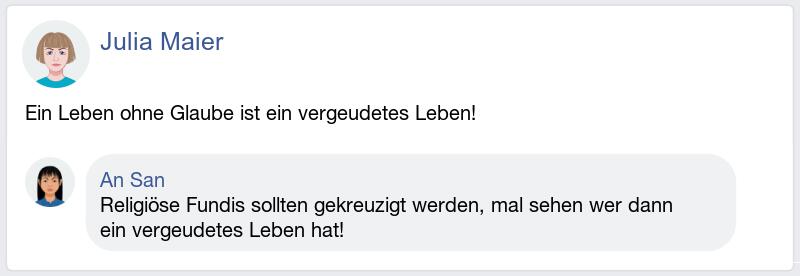 Julia Maier
Ein Leben ohne Glaube ist ein vergeudetes Leben!
An San
Religiöse Fundis sollten gekreuzigt werden, mal sehen wer dann
ein vergeudetes Leben hat!